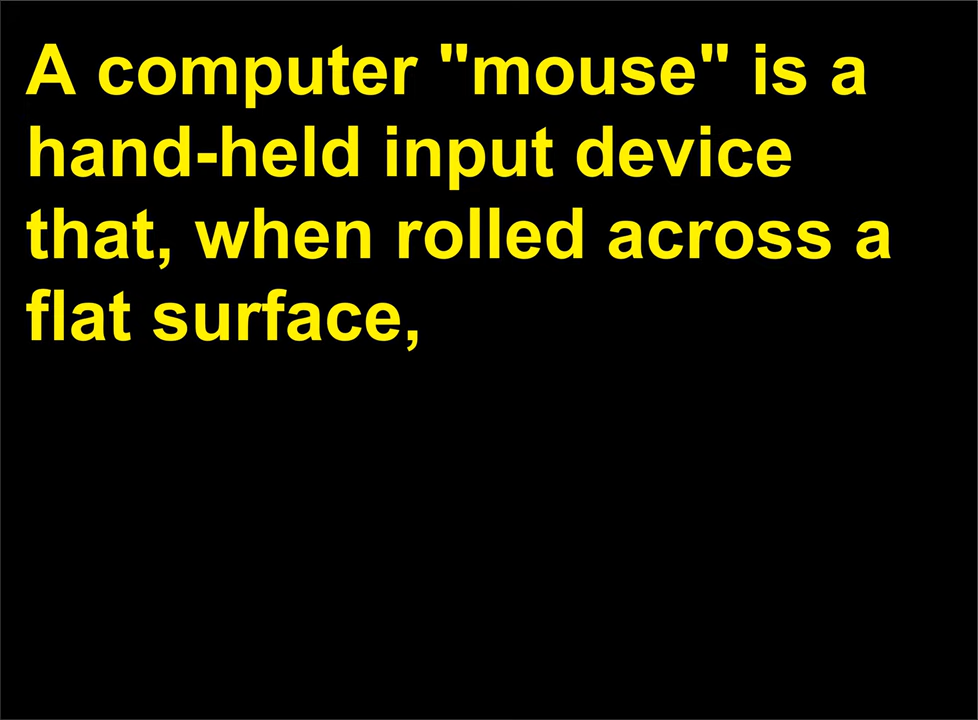 A computer "mouse" is a
hand-held input device
that, when rolled across a
flat surface,